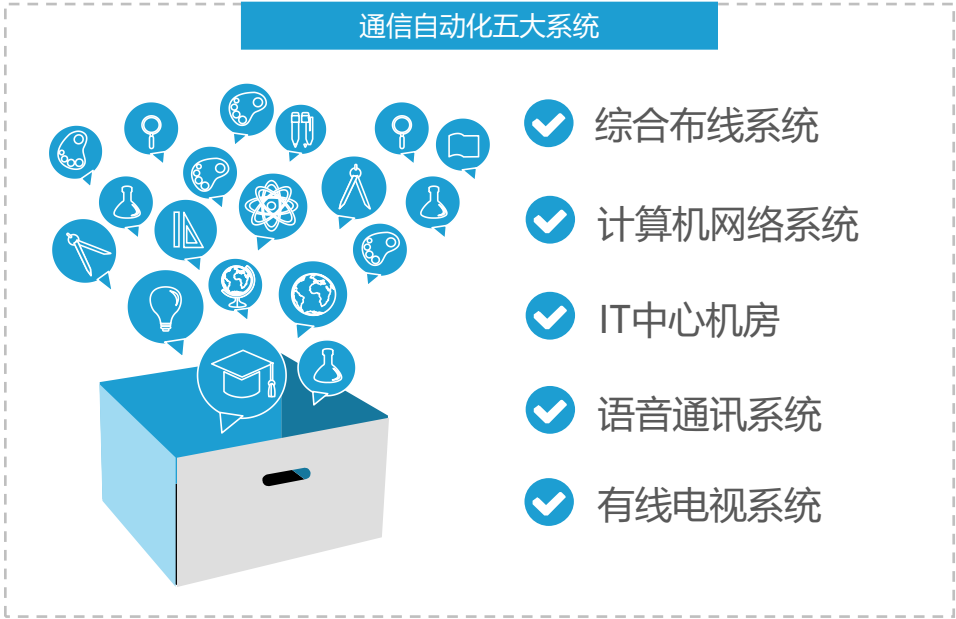 通信自动化五大系统
综合布线系统
计算机网络系统
IT中心机房
语音通讯系统
有线电视系统